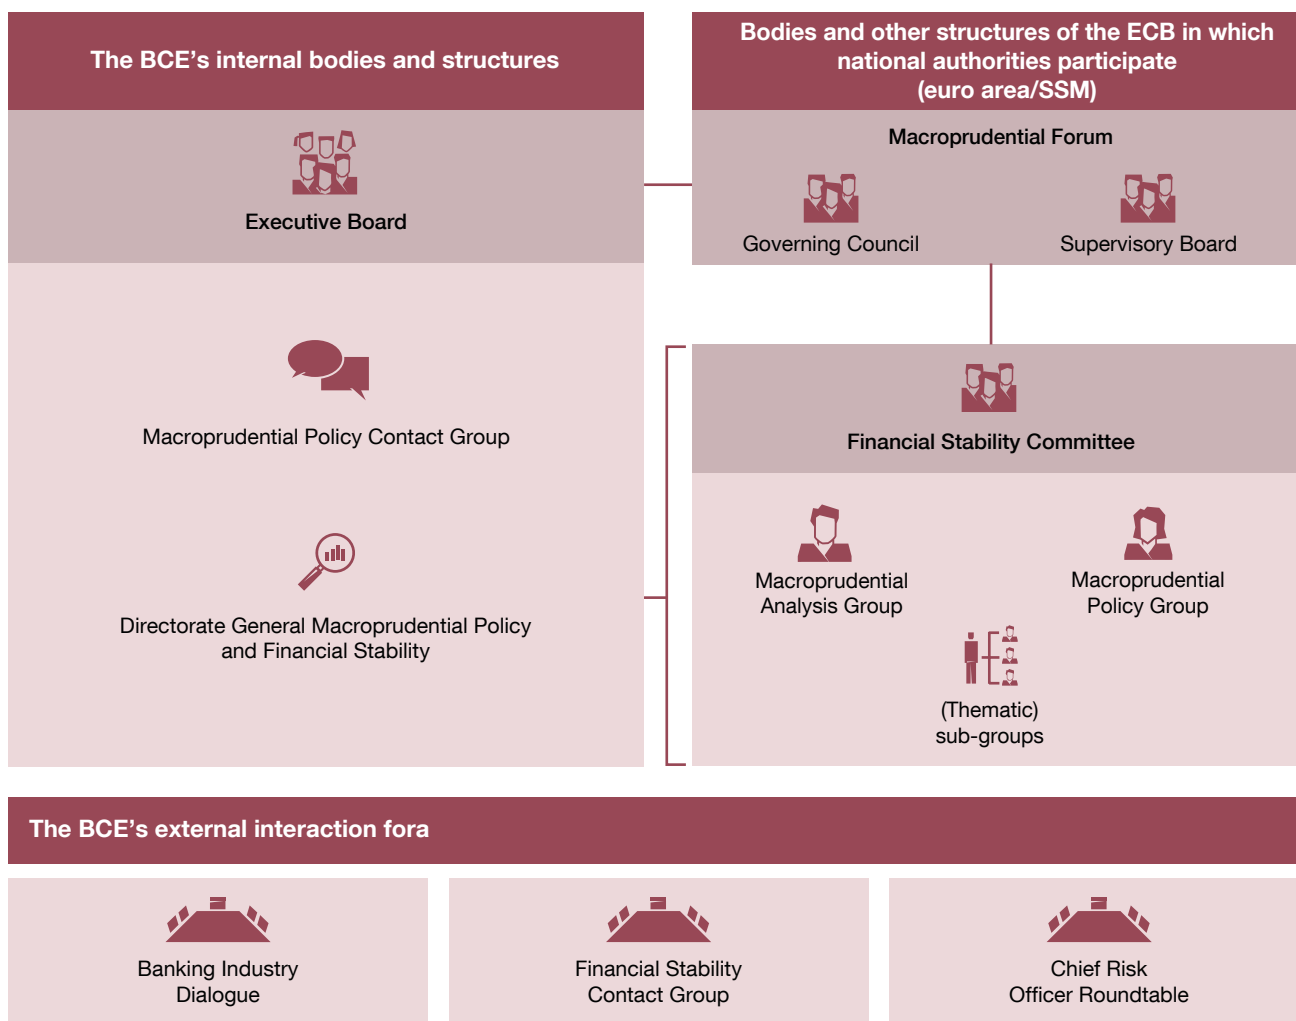 The BCE's internal bodies and structures
Executive Board
Macroprudential Policy Contact Group
Directorate General Macroprudential Policy
and Financial Stability
Bodies and other structures of the ECB in which
national authorities participate
(euro area/SSM)
Macroprudential Forum
Governing Council
Supervisory Board
Financial Stability Committee
Macroprudential
Analysis Group
Macroprudential
Policy Group
(Thematic)
sub-groups
The BCE's external interaction fora
Banking Industry
Dialogue
Financial Stability
Contact Group
Chief Risk
Officer Roundtable